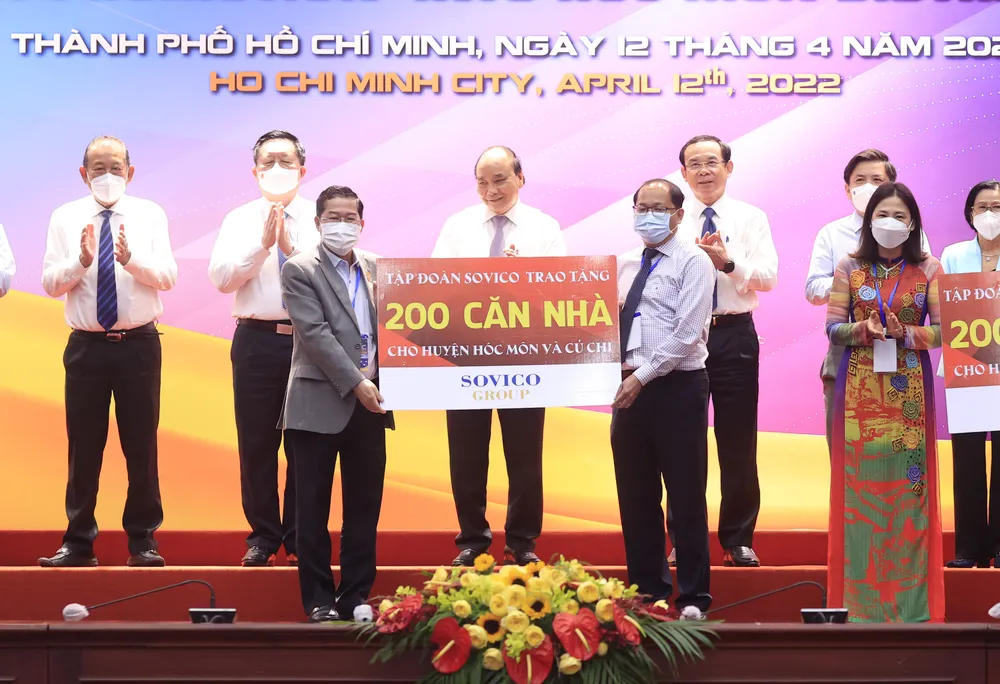 THÀNH PHỐ HỒ CHÍ MINH, NGÀY 12 THÁNG 4 NĂM 202
HO CHI MINH CITY, APRIL 12th, 2022
TẬP ĐOÀN SOVICO TRAO TẶNG
200 CĂN NHÀ
CHO HUYỆN HÓC MÔN VÀ CỦ CHI
SOVICO
GROUP
TẬP ĐOÀ
200
CHO H